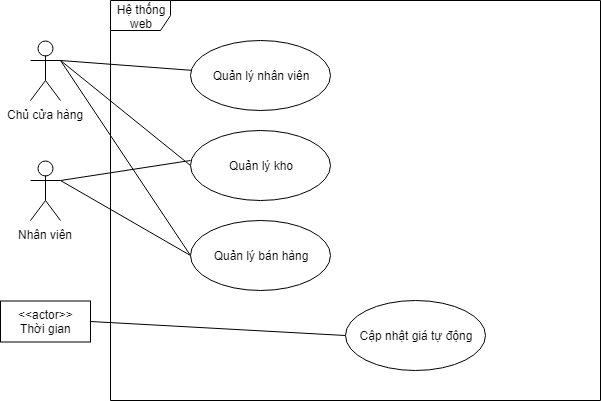 Hệ thống
web
Chủ cửa hàng
Quản lý nhân viên
Quản lý kho
Nhân viên
Quản lý bán hàng
<<actor>>
Thời gian
Cập nhật giá tự động